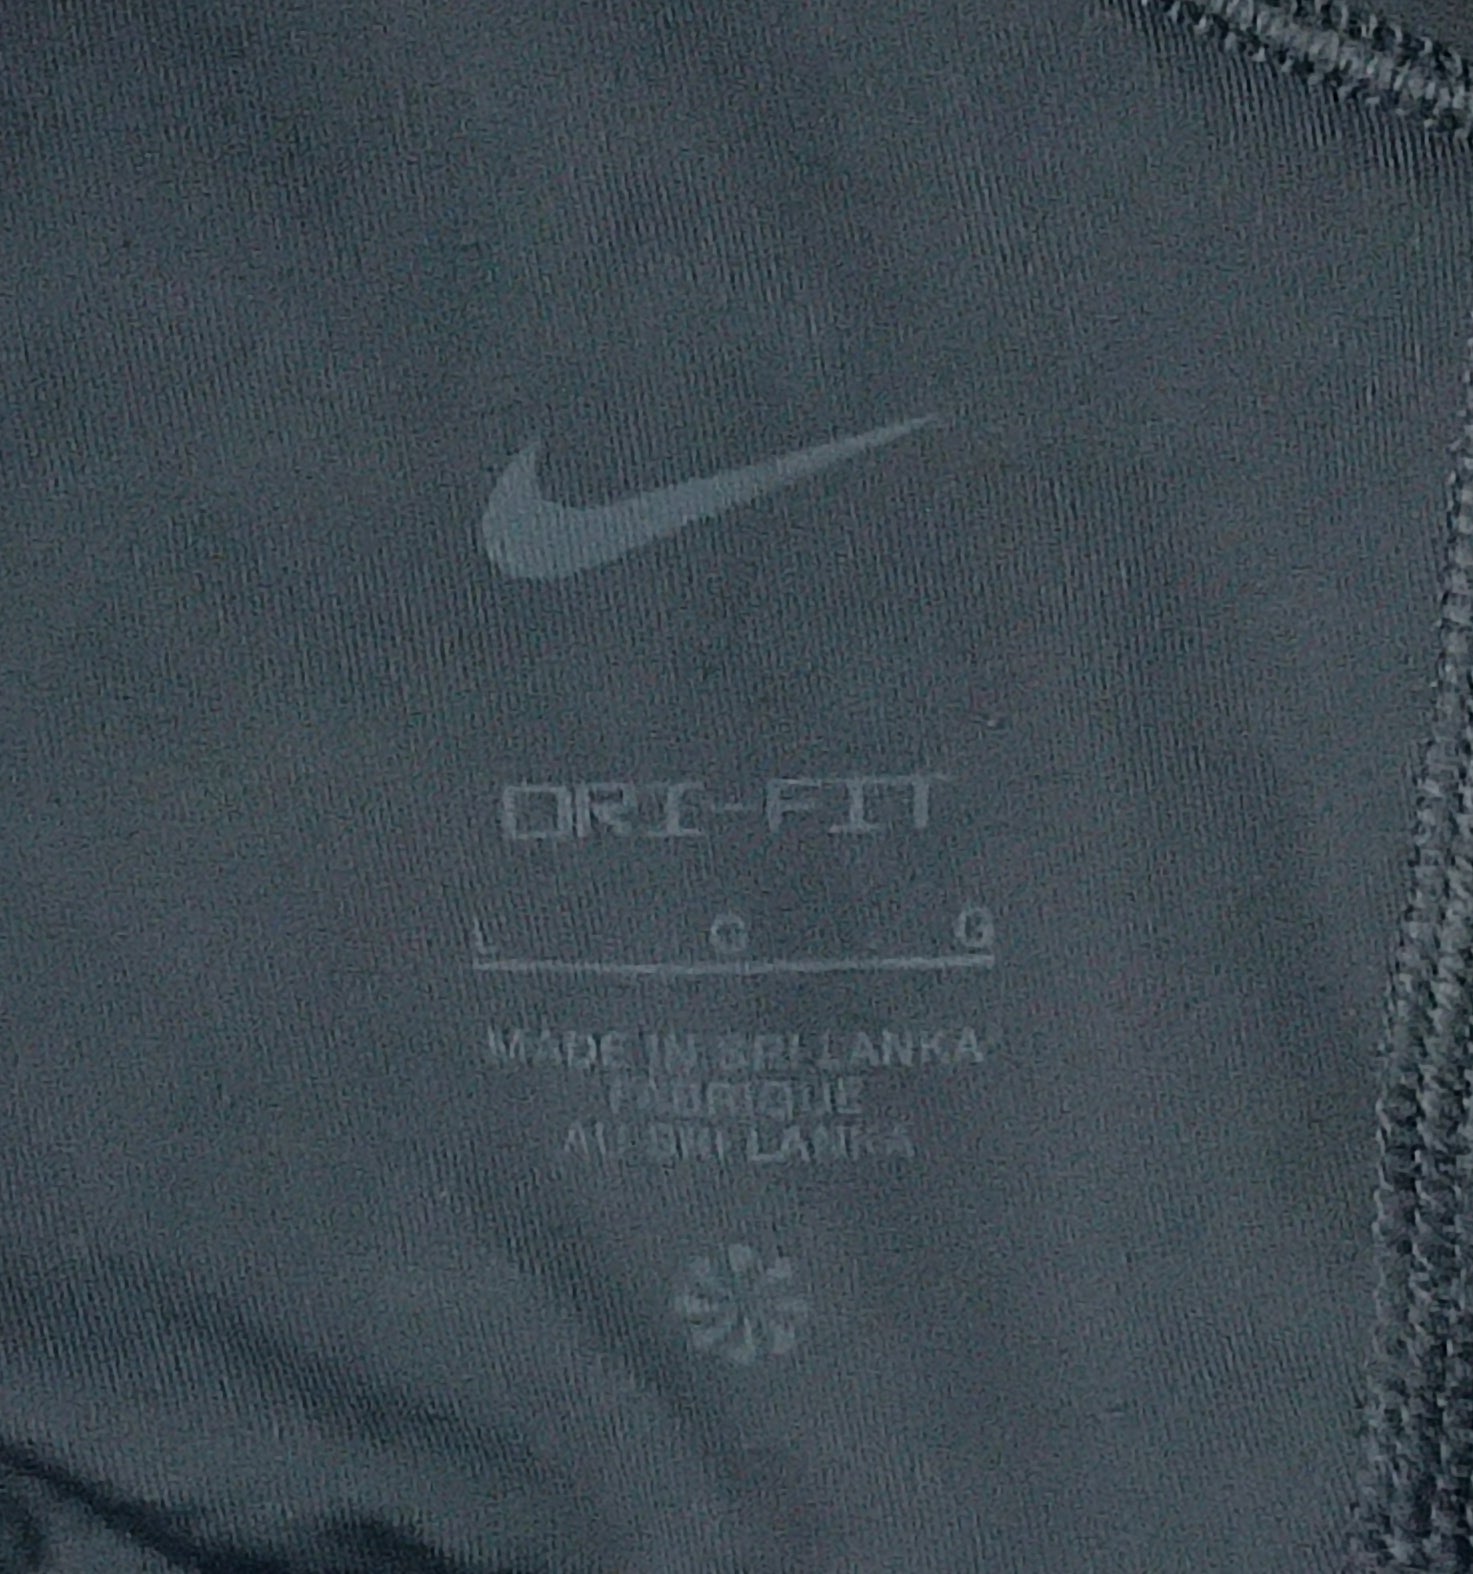 DRI-FIT
L O G
MADE IN SRI LANKA
FABRIQUE
AU SRI LANKA